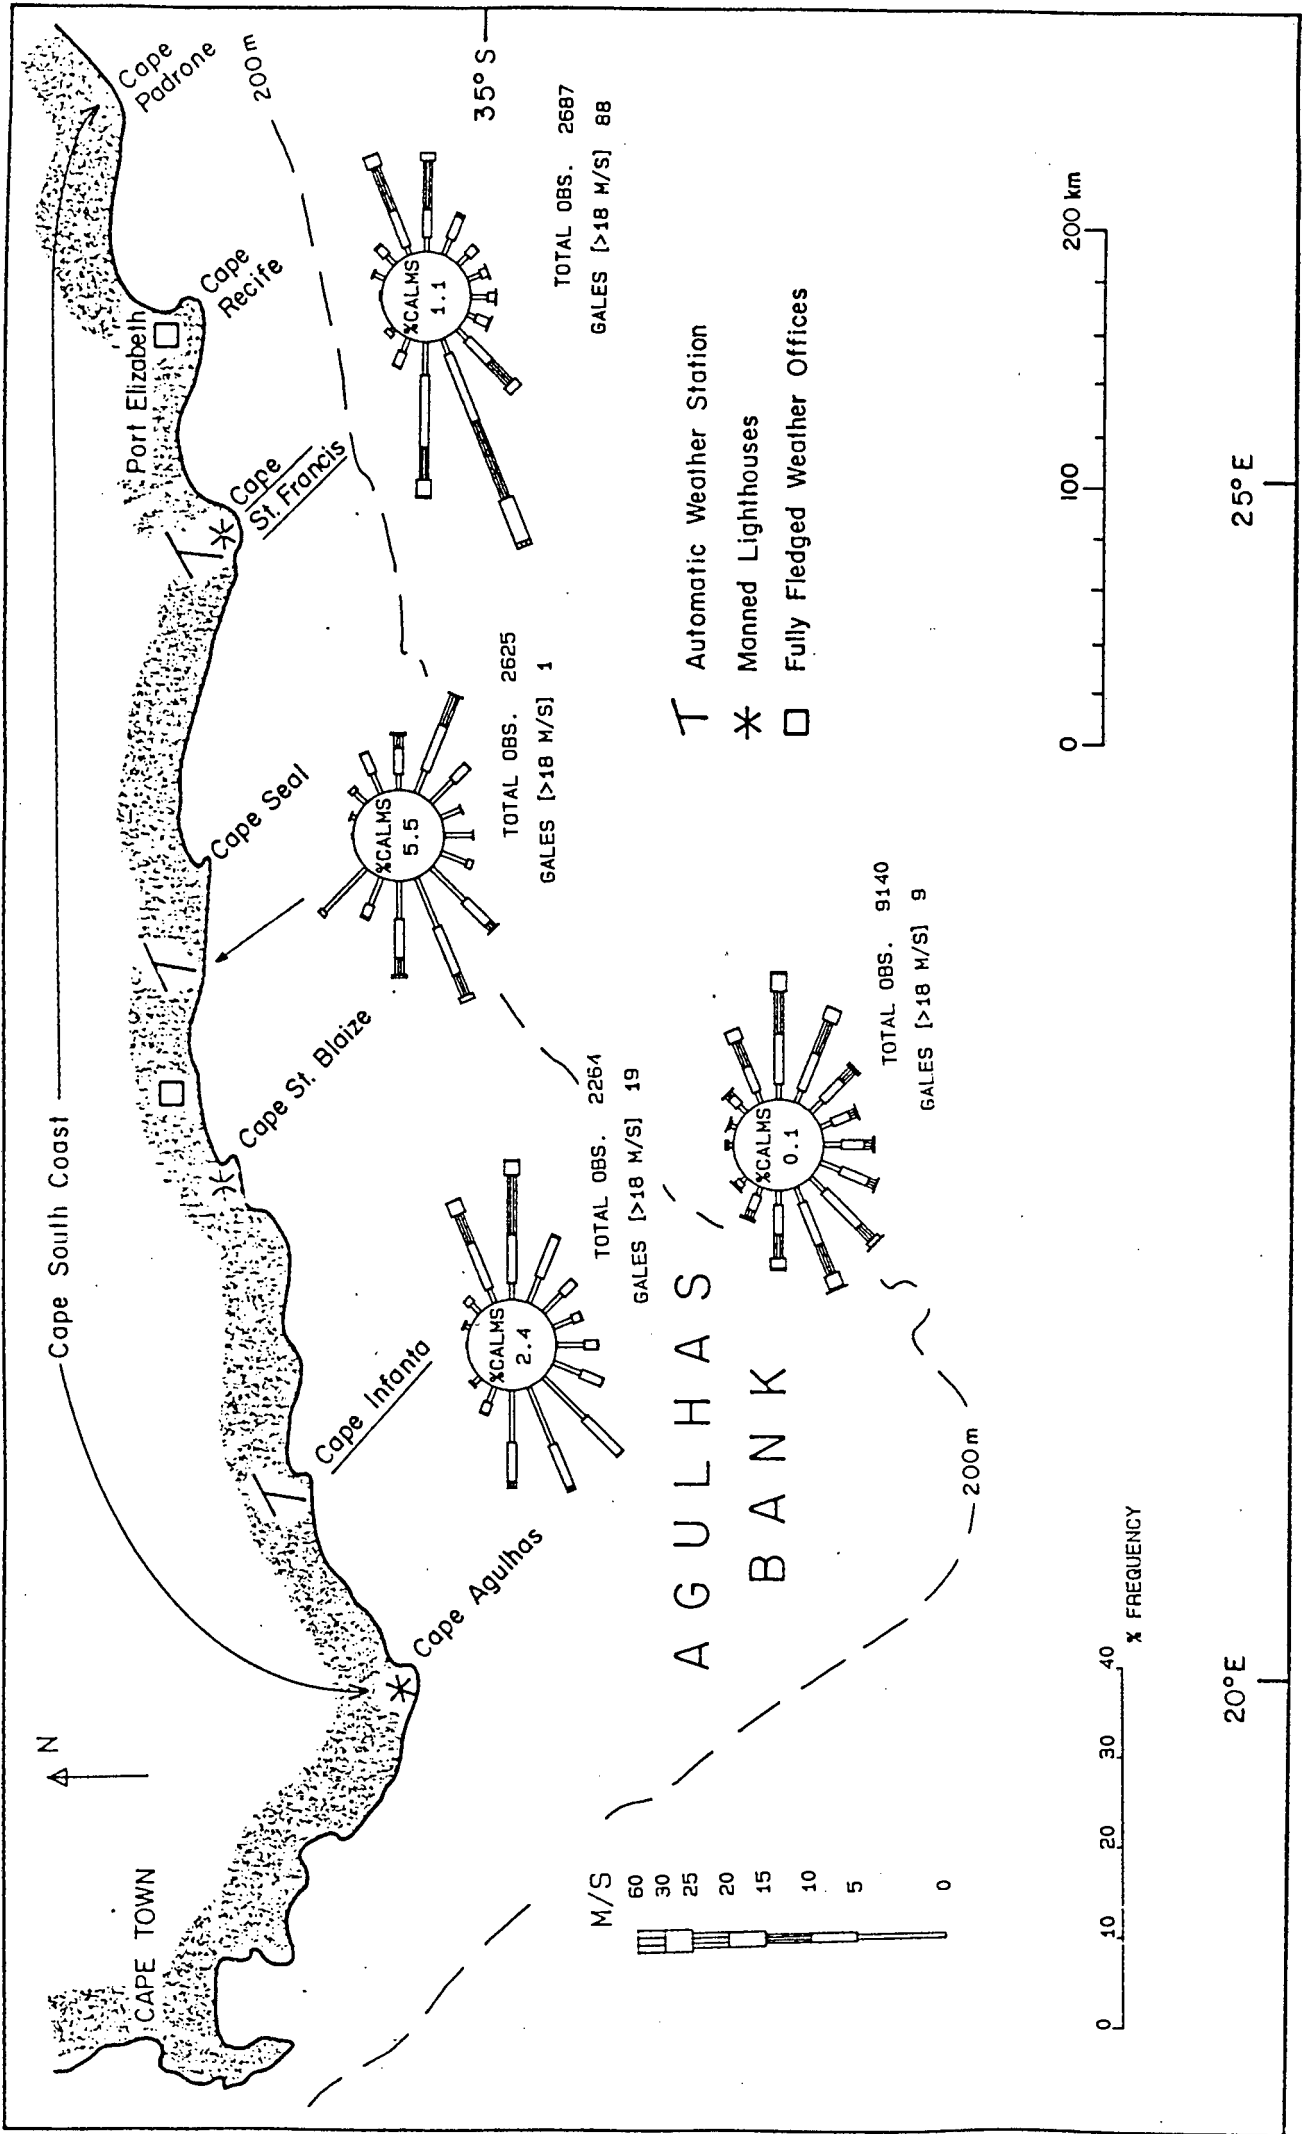 Cape South Coast
N
CAPE TOWN
Port Elizabeth
Cape
Padrone
200m
Cape
Recife
Cape
St. Francis
Cape Seal
Cape St. Blaize
Cape Infanta
Cape Agulhas
35° S
%CALMS
1.1
TOTAL OBS. 2687
GALES [>18 M/S] 88
%CALMS
5.5
TOTAL OBS. 2625
GALES [>18 M/S] 1
%CALMS
2.4
TOTAL OBS. 2264
GALES [>18 M/S] 19
%CALMS
0.1
TOTAL OBS. 9140
GALES [>18 M/S] 9
AGULHAS
BANK
200m
M/S
60
30
25
20
15
10
5
0
Automatic Weather Station
Manned Lighthouses
Fully Fledged Weather Offices
0 10 20 30 40
% FREQUENCY
0 100 200 km
20°E
25°E